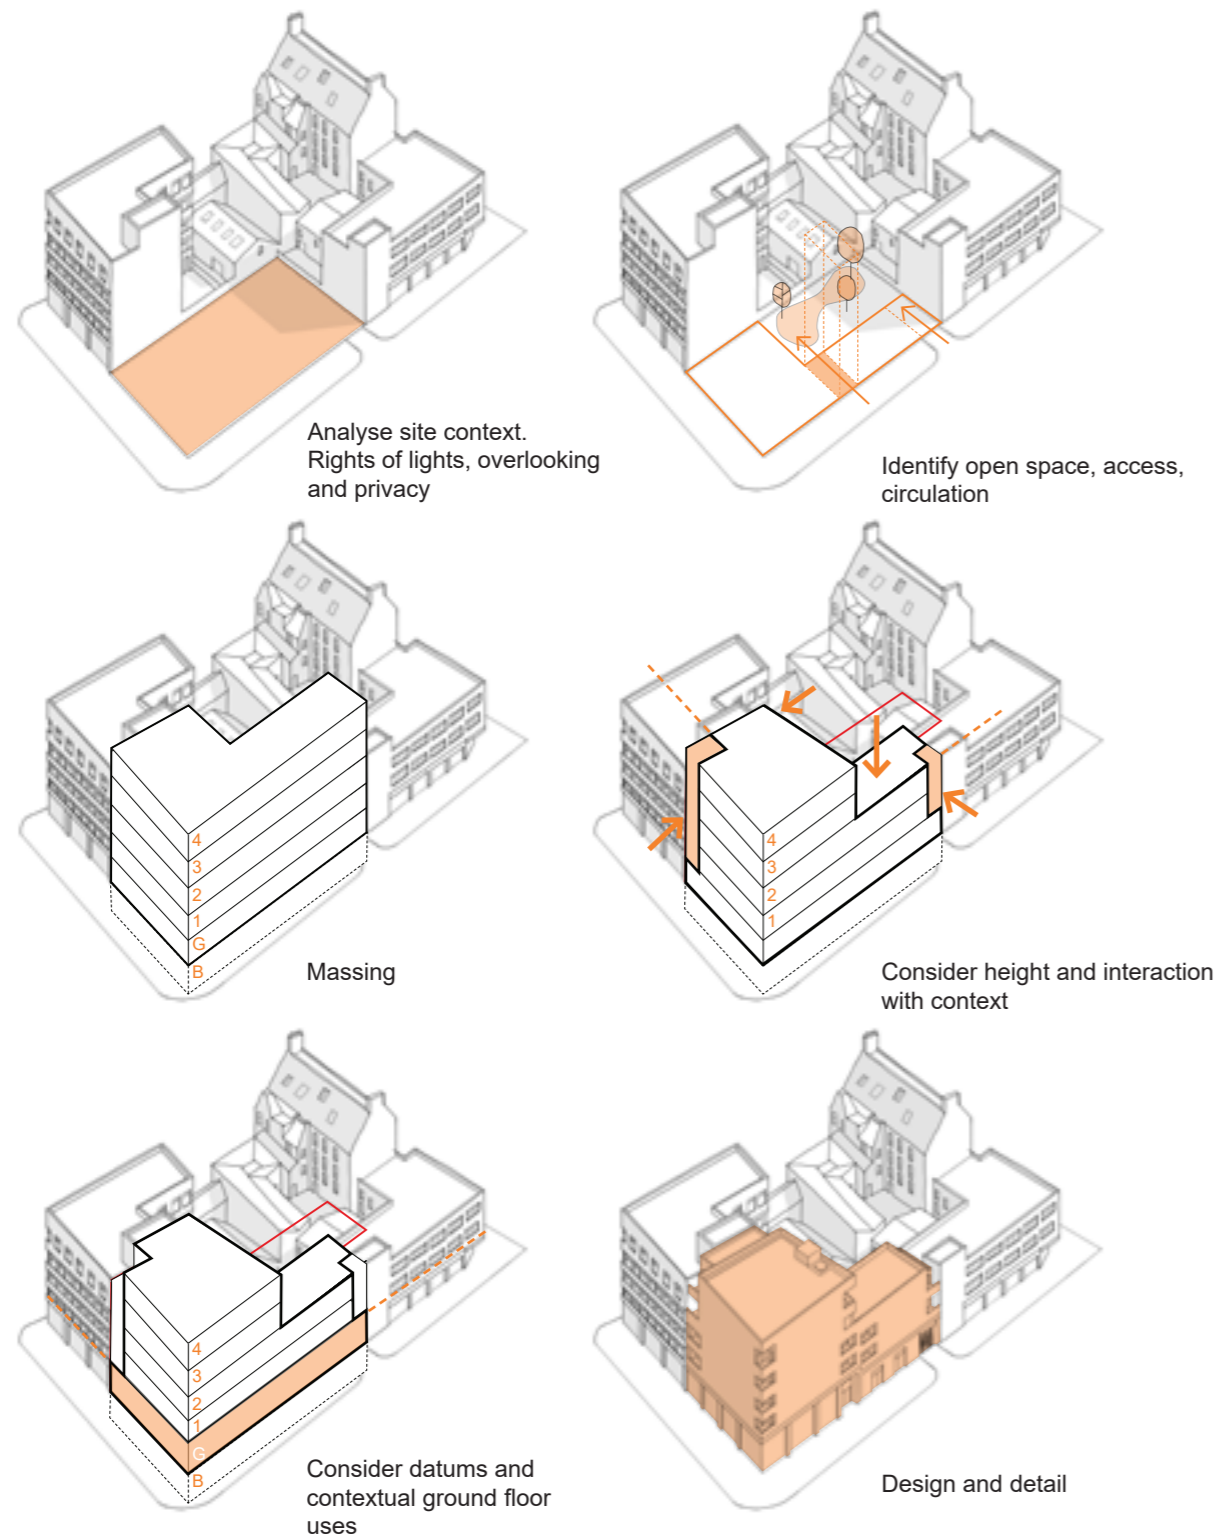 Analyse site context.
Rights of lights, overlooking
and privacy
Identify open space, access,
circulation
4
3
2
1
G
B
Massing
4
3
2
1
Consider height and interaction
with context
4
3
2
1
G
B
Consider datums and
contextual ground floor
uses
Design and detail